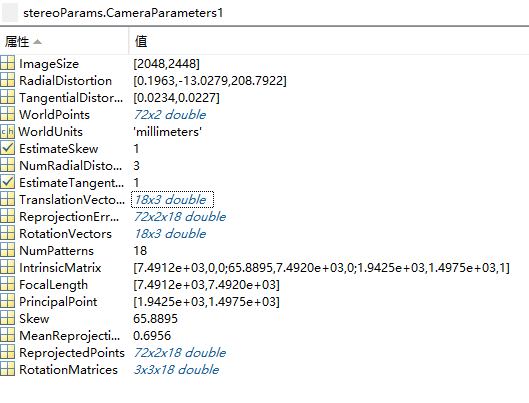 stereoParams.CameraParameters1
属性 值
ImageSize [2048,2448]
RadialDistortion [0.1963,-13.0279,208.7922]
TangentialDistor... [0.0234,0.0227]
WorldPoints 72x2 double
WorldUnits 'millimeters'
EstimateSkew 1
NumRadialDisto... 3
EstimateTangent... 1
TranslationVecto... 18x3 double
ReprojectionErr... 72x2x18 double
RotationVectors 18x3 double
NumPatterns 18
IntrinsicMatrix [7.4912e+03,0,0;65.8895,7.4920e+03,0;1.9425e+03,1.4975e+03,1]
FocalLength [7.4912e+03,7.4920e+03]
PrincipalPoint [1.9425e+03,1.4975e+03]
Skew 65.8895
MeanReprojecti... 0.6956
ReprojectedPoints 72x2x18 double
RotationMatrices 3x3x18 double